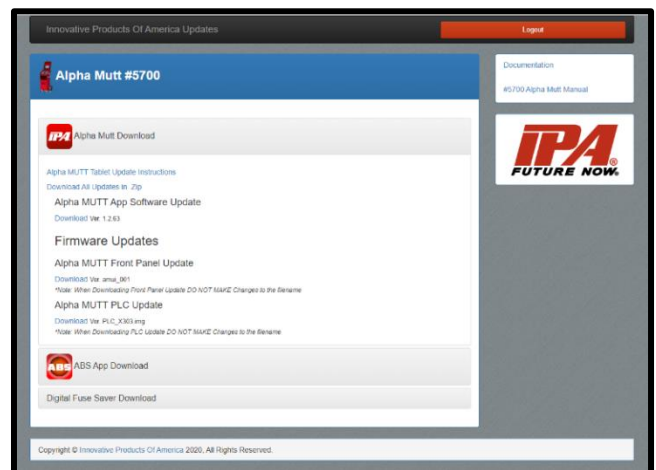 Innovative Products Of America Updates
Logout
Alpha Mutt #5700
Documentation
#5700 Alpha Mutt Manual
IPA Alpha Mutt Download
IPA®
FUTURE NOW.
Alpha MUTT Tablet Update Instructions
Download All Updates in .Zip
Alpha MUTT App Software Update
Download Ver. 1.2.63
Firmware Updates
Alpha MUTT Front Panel Update
Download Ver. amui_001
*Note: When Downloading Front Panel Update DO NOT MAKE Changes to the filename
Alpha MUTT PLC Update
Download Ver. PLC_X303.img
*Note: When Downloading PLC Update DO NOT MAKE Changes to the filename
ABS ABS App Download
Digital Fuse Saver Download
Copyright © Innovative Products Of America 2020, All Rights Reserved.